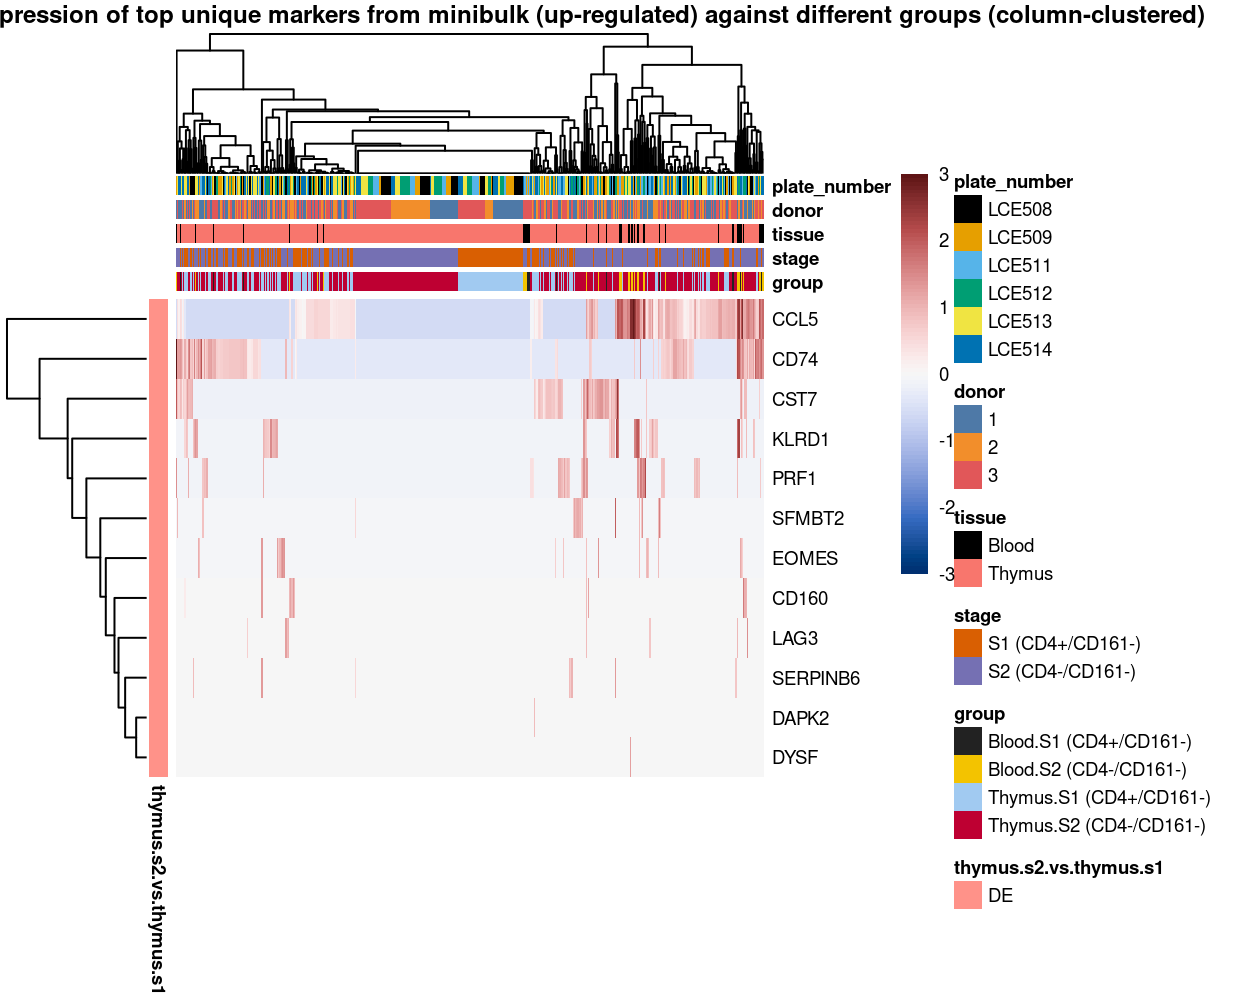 pression of top unique markers from minibulk (up-regulated) against different groups (column-clustered)
plate_number
donor
tissue
stage
group
CCL5
CD74
CST7
KLRD1
PRF1
SFMBT2
EOMES
CD160
LAG3
SERPINB6
DAPK2
DYSF
thymus.s2.vs.thymus.s1
3
2
1
0
-1
-2
-3
plate_number
LCE508
LCE509
LCE511
LCE512
LCE513
LCE514
donor
1
2
3
tissue
Blood
Thymus
stage
S1 (CD4+/CD161-)
S2 (CD4-/CD161-)
group
Blood.S1 (CD4+/CD161-)
Blood.S2 (CD4-/CD161-)
Thymus.S1 (CD4+/CD161-)
Thymus.S2 (CD4-/CD161-)
thymus.s2.vs.thymus.s1
DE